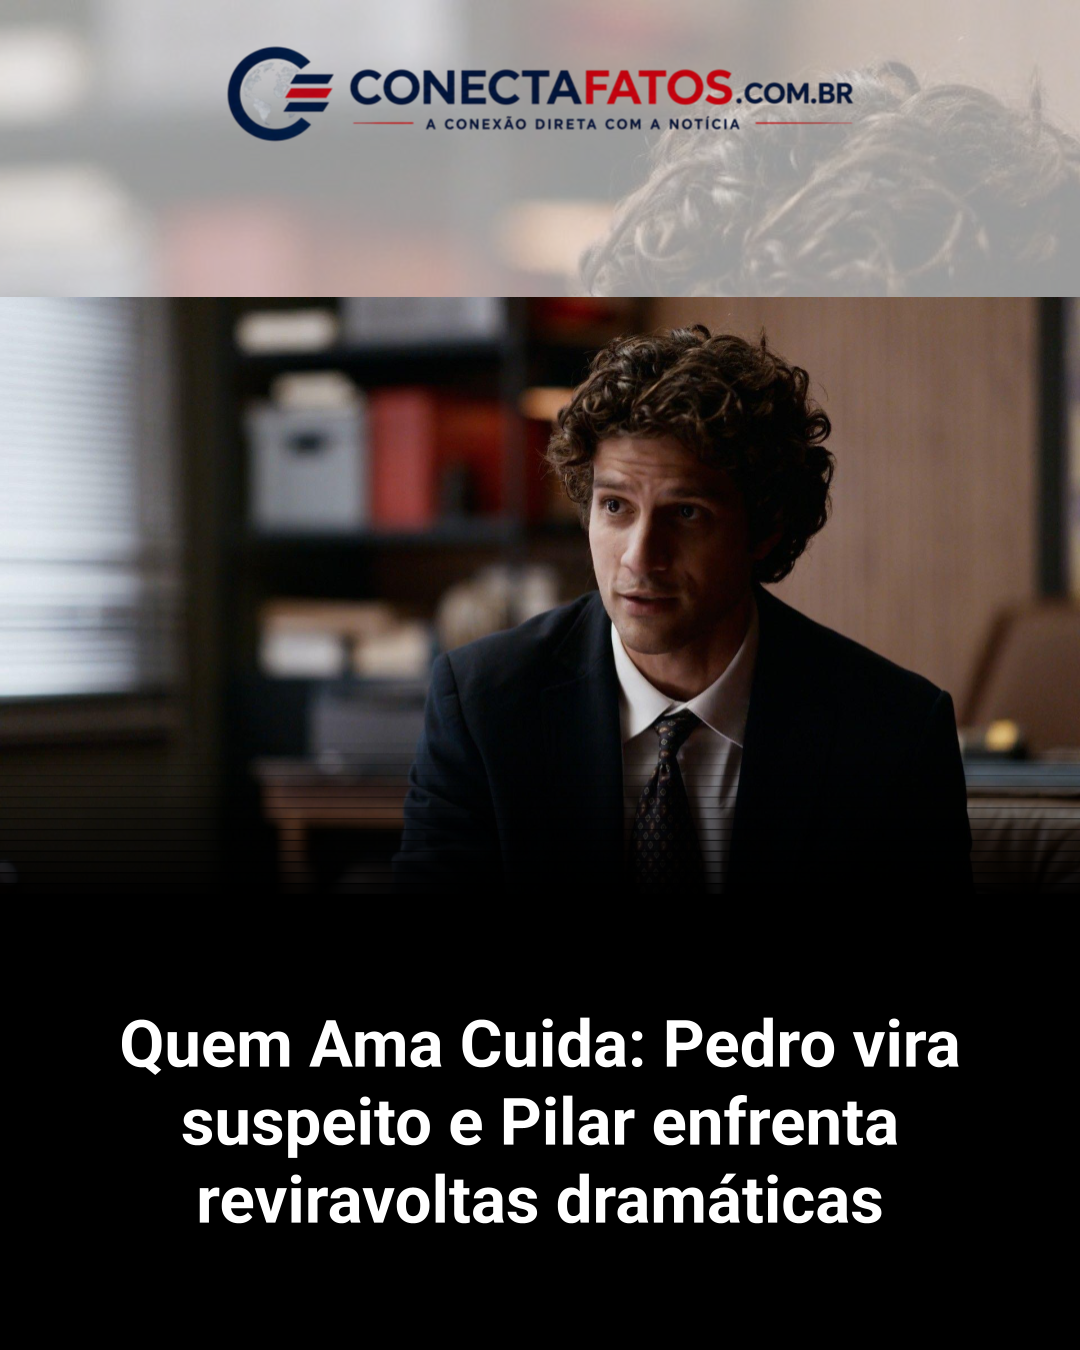 CONECTAFATOS.COM.BR
A CONEXÃO DIRETA COM A NOTÍCIA
Quem Ama Cuida: Pedro vira
suspeito e Pilar enfrenta
reviravoltas dramáticas